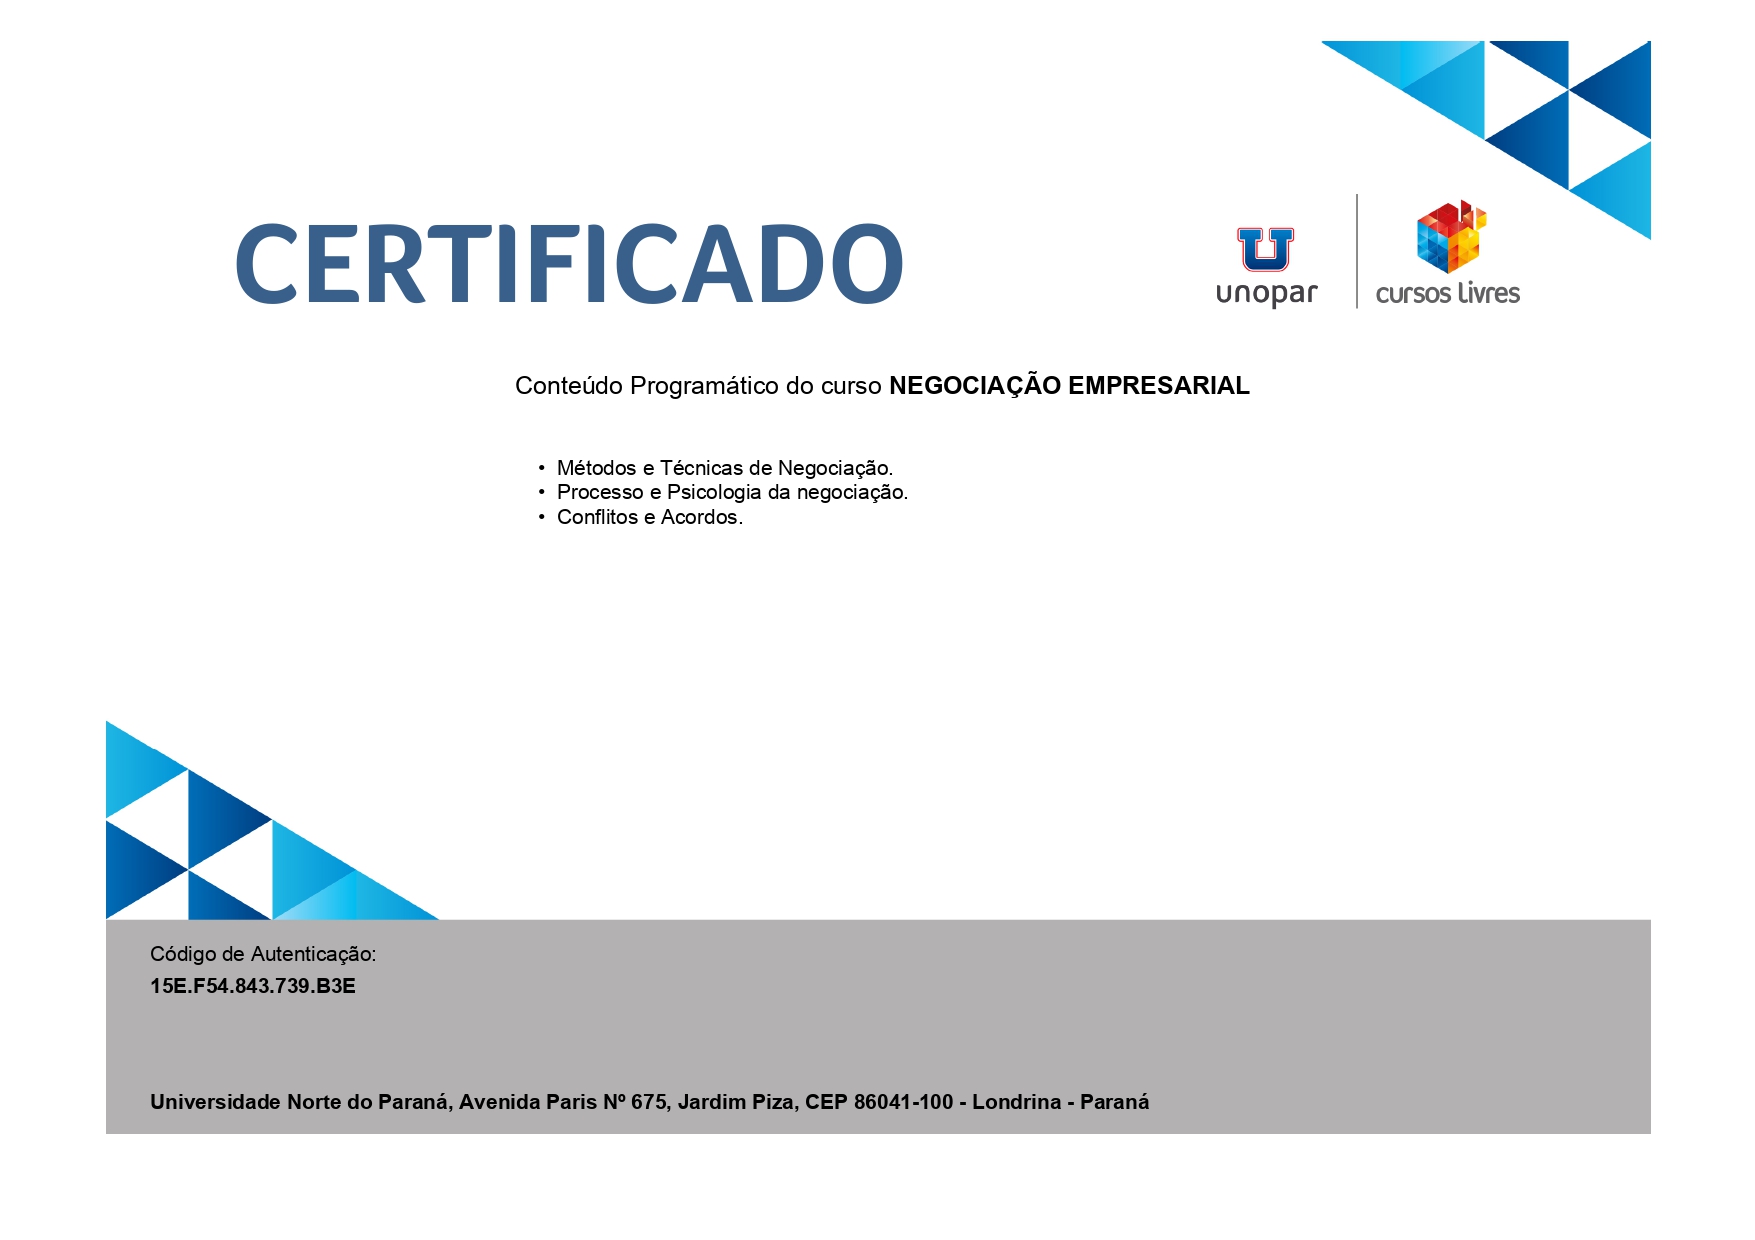 CERTIFICADO
unopar
cursos livres
Conteúdo Programático do curso NEGOCIAÇÃO EMPRESARIAL
• Métodos e Técnicas de Negociação.
• Processo e Psicologia da negociação.
• Conflitos e Acordos.
Código de Autenticação:
15E.F54.843.739.B3E
Universidade Norte do Paraná, Avenida Paris Nº 675, Jardim Piza, CEP 86041-100 - Londrina - Paraná